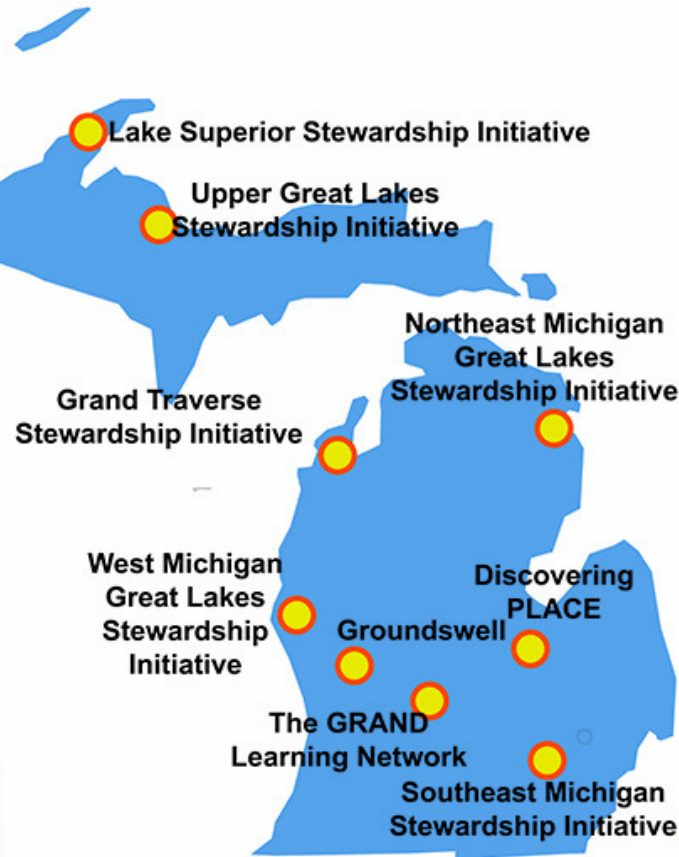 Lake Superior Stewardship Initiative
Upper Great Lakes
Stewardship Initiative
Northeast Michigan
Great Lakes
Stewardship Initiative
Grand Traverse
Stewardship Initiative
West Michigan
Great Lakes
Stewardship
Initiative
Discovering
PLACE
Groundswell
The GRAND
Learning Network
Southeast Michigan
Stewardship Initiative